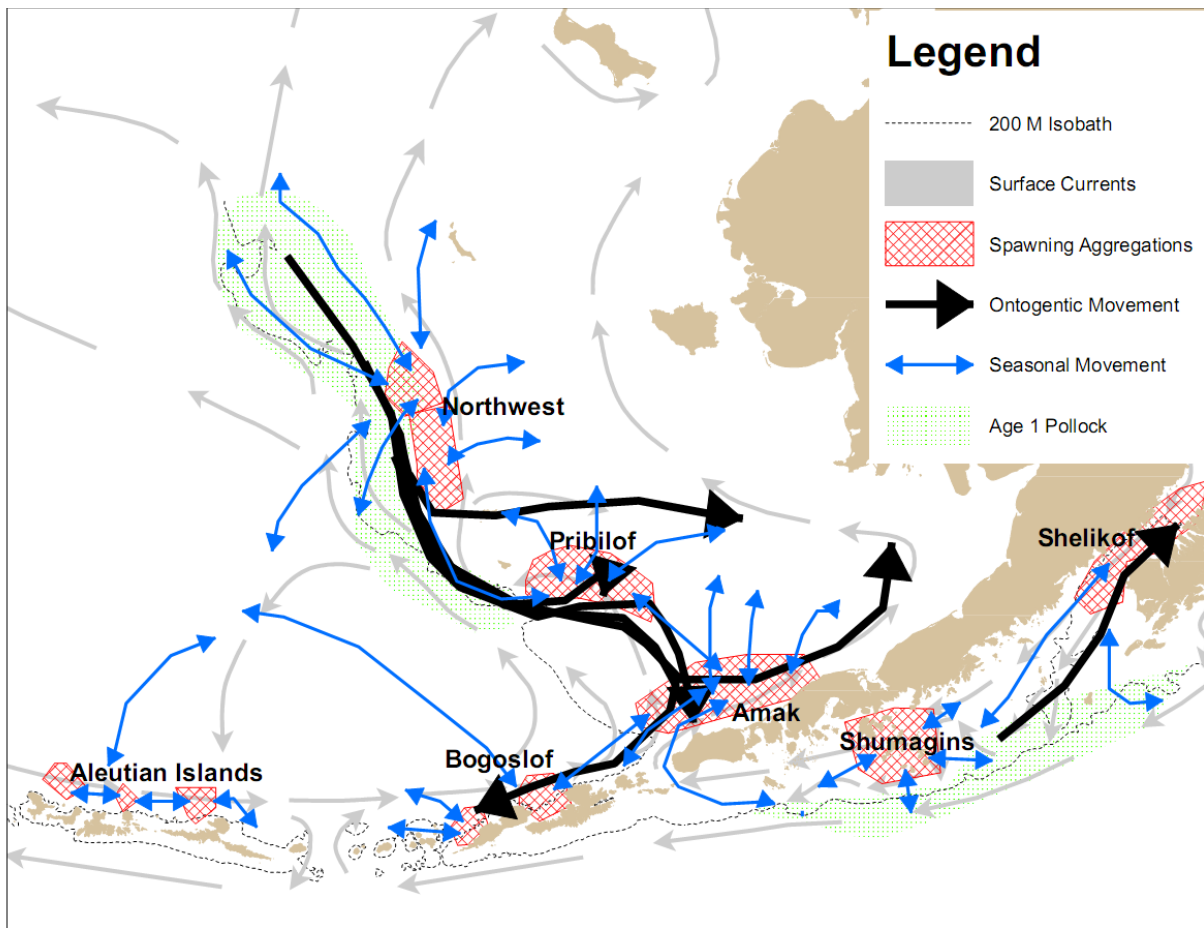 Legend
200 M Isobath
Surface Currents
Spawning Aggregations
Ontogentic Movement
Seasonal Movement
Age 1 Pollock
Northwest
Pribilof
Shelikof
Amak
Shumagins
Bogoslof
Aleutian Islands